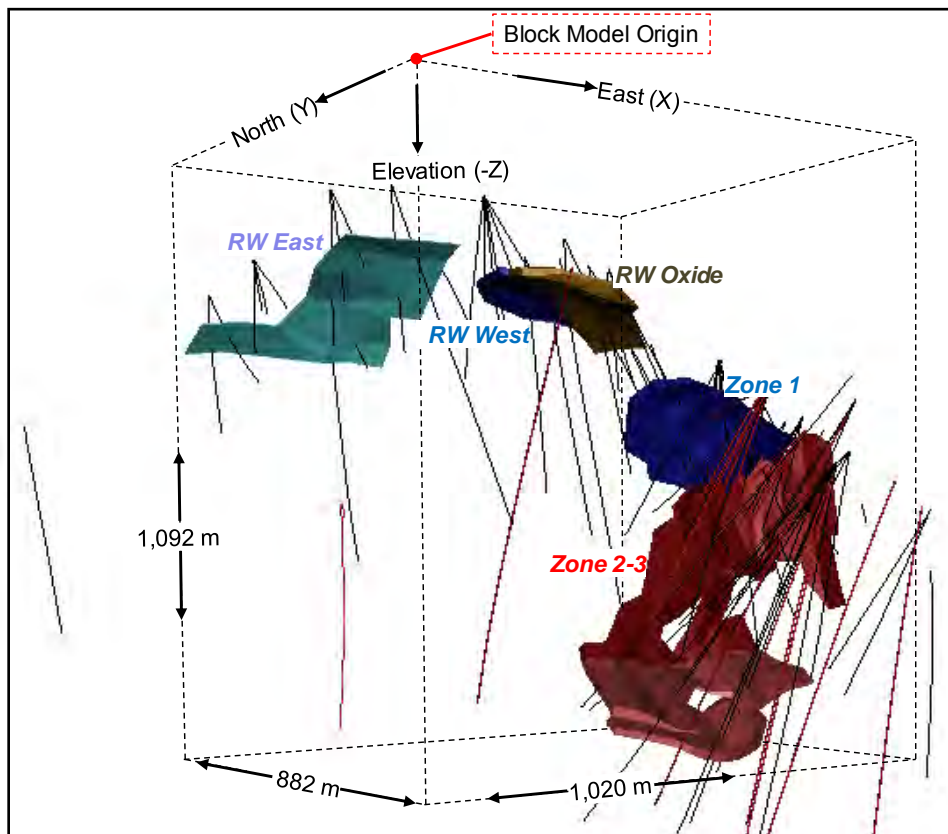 Block Model Origin
North (Y)
East (X)
Elevation (-Z)
RW East
RW Oxide
RW West
Zone 1
1,092 m
Zone 2-3
882 m
1,020 m